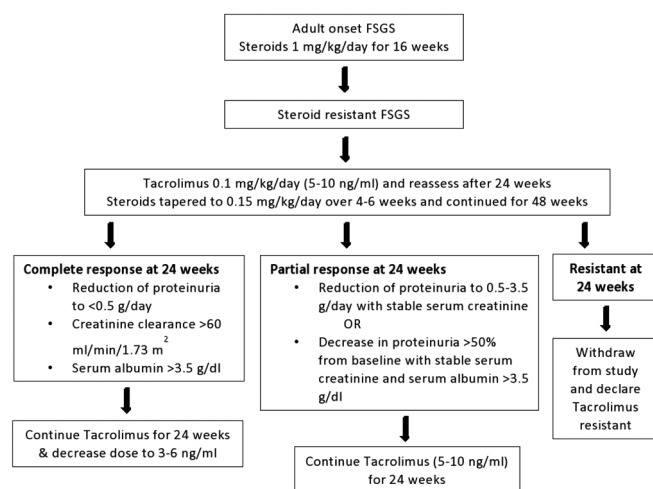 Adult onset FSGS
Steroids 1 mg/kg/day for 16 weeks
Steroid resistant FSGS
Tacrolimus 0.1 mg/kg/day (5-10 ng/ml) and reassess after 24 weeks
Steroids tapered to 0.15 mg/kg/day over 4-6 weeks and continued for 48 weeks
Complete response at 24 weeks
• Reduction of proteinuria
to <0.5 g/day
• Creatinine clearance >60
ml/min/1.73 m²
• Serum albumin >3.5 g/dl
Continue Tacrolimus for 24 weeks
& decrease dose to 3-6 ng/ml
Partial response at 24 weeks
• Reduction of proteinuria to 0.5-3.5
g/day with stable serum creatinine
OR
• Decrease in proteinuria >50%
from baseline with stable serum
creatinine and serum albumin >3.5
g/dl
Continue Tacrolimus (5-10 ng/ml)
for 24 weeks
Resistant at
24 weeks
Withdraw
from study
and declare
Tacrolimus
resistant